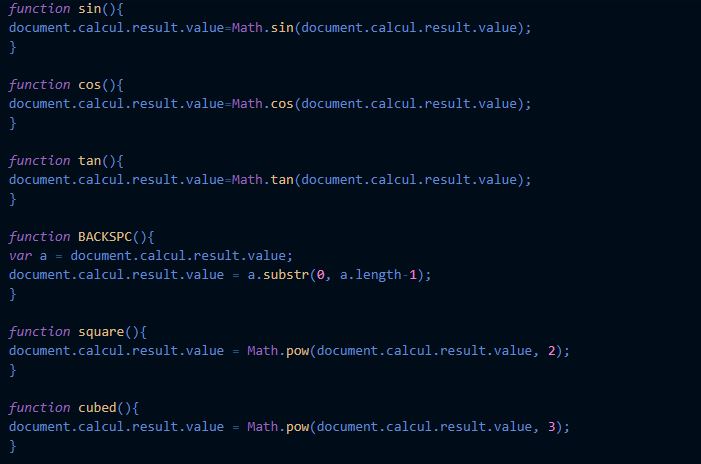 function sin(){
document.calcul.result.value=Math.sin(document.calcul.result.value);
}
function cos(){
document.calcul.result.value=Math.cos(document.calcul.result.value);
}
function tan(){
document.calcul.result.value=Math.tan(document.calcul.result.value);
}
function BACKSPC(){
var a = document.calcul.result.value;
document.calcul.result.value = a.substr(0, a.length-1);
}
function square(){
document.calcul.result.value = Math.pow(document.calcul.result.value, 2);
}
function cubed(){
document.calcul.result.value = Math.pow(document.calcul.result.value, 3);
}